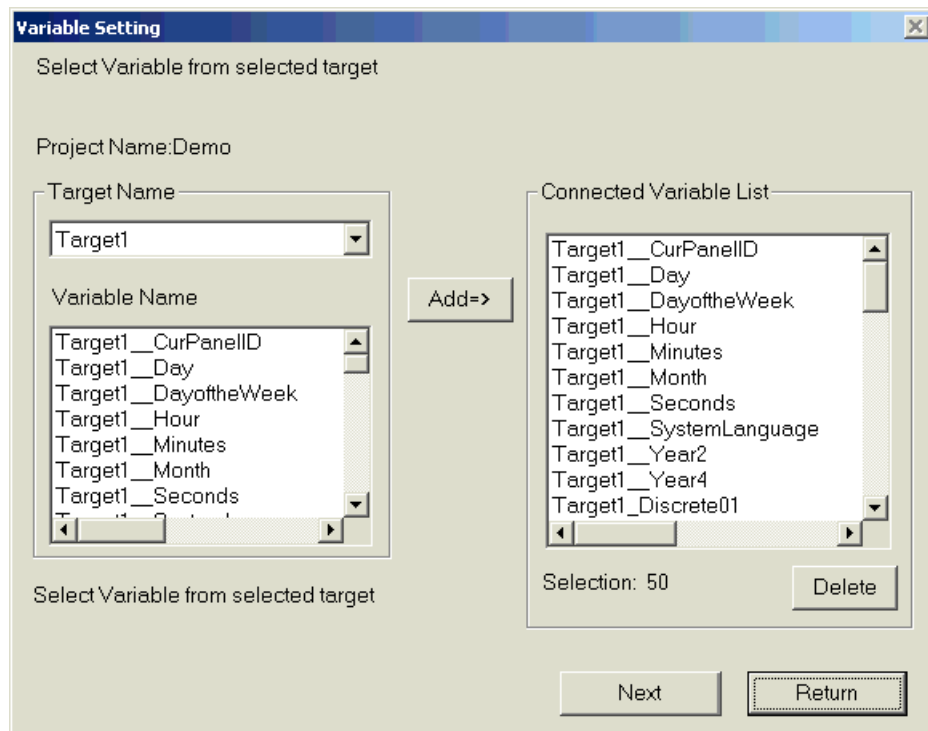 Variable Setting
Select Variable from selected target
Project Name:Demo
Target Name
Target1
Variable Name
Target1__CurPanelID
Target1__Day
Target1__DayoftheWeek
Target1__Hour
Target1__Minutes
Target1__Month
Target1__Seconds
Select Variable from selected target
Add=>
Connected Variable List
Target1__CurPanelID
Target1__Day
Target1__DayoftheWeek
Target1__Hour
Target1__Minutes
Target1__Month
Target1__Seconds
Target1__SystemLanguage
Target1__Year2
Target1__Year4
Target1_Discrete01
Selection: 50
Delete
Next
Return